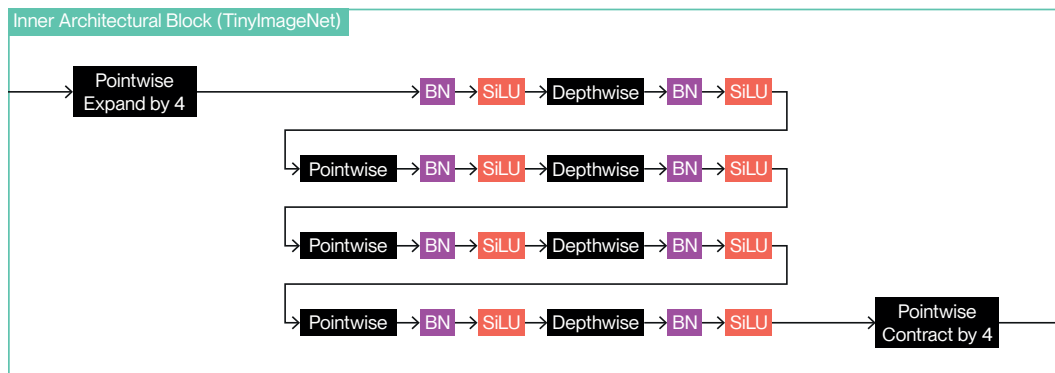 Inner Architectural Block (TinyImageNet)
Pointwise
Expand by 4
BN SiLU Depthwise BN SiLU
Pointwise BN SiLU Depthwise BN SiLU
Pointwise BN SiLU Depthwise BN SiLU
Pointwise BN SiLU Depthwise BN SiLU
Pointwise
Contract by 4